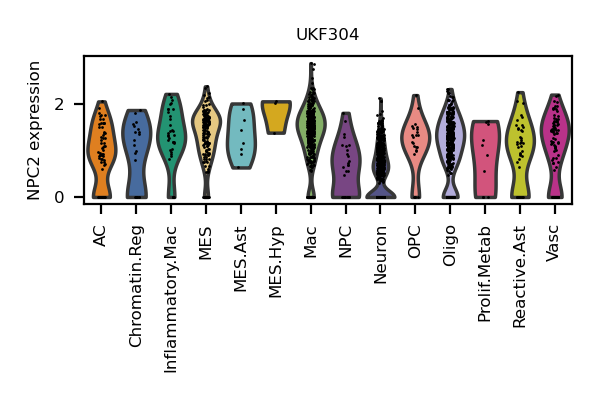 UKF304
NPC2 expression
2
0
AC
Chromatin.Reg
Inflammatory.Mac
MES
MES.Ast
MES.Hyp
Mac
NPC
Neuron
OPC
Oligo
Prolif.Metab
Reactive.Ast
Vasc